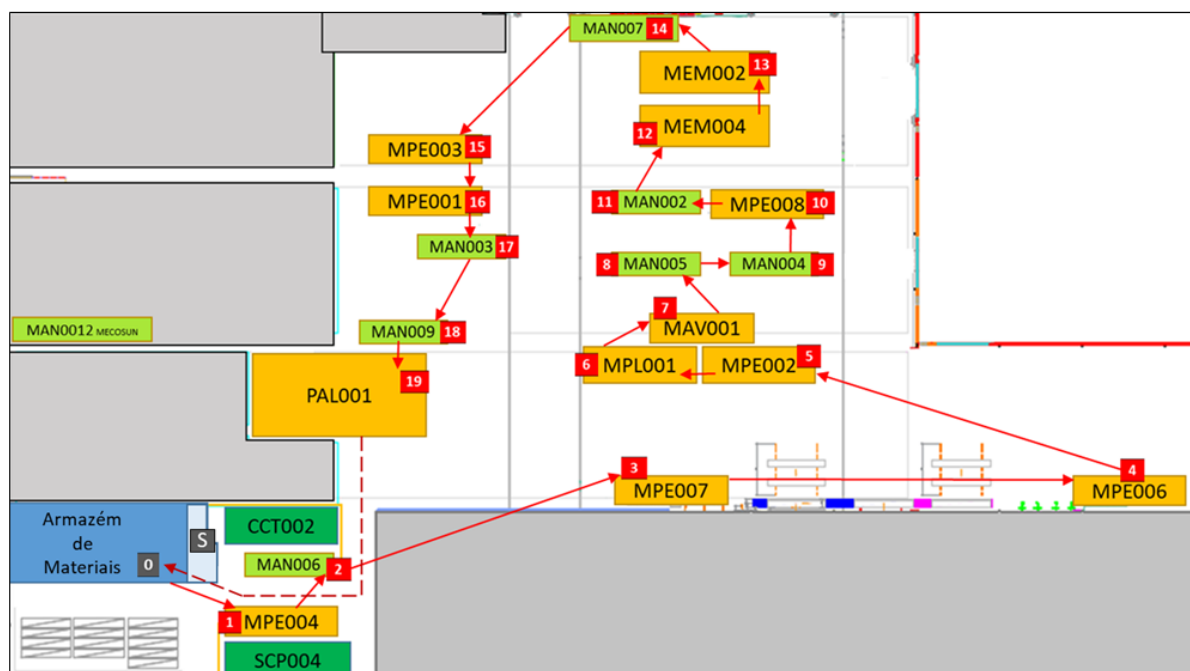 MAN007 14
MEM002 13
12 MEM004
MPE003 15
MPE001 16
11 MAN002
MPE008 10
MAN003 17
8 MAN005
MAN004 9
7
MAV001
MAN0012 MECOSUN
MAN009 18
6 MPL001
MPE002 5
PAL001 19
3
MPE007
4
MPE006
Armazém
de
Materiais 0
S
CCT002
MAN006 2
1 MPE004
SCP004